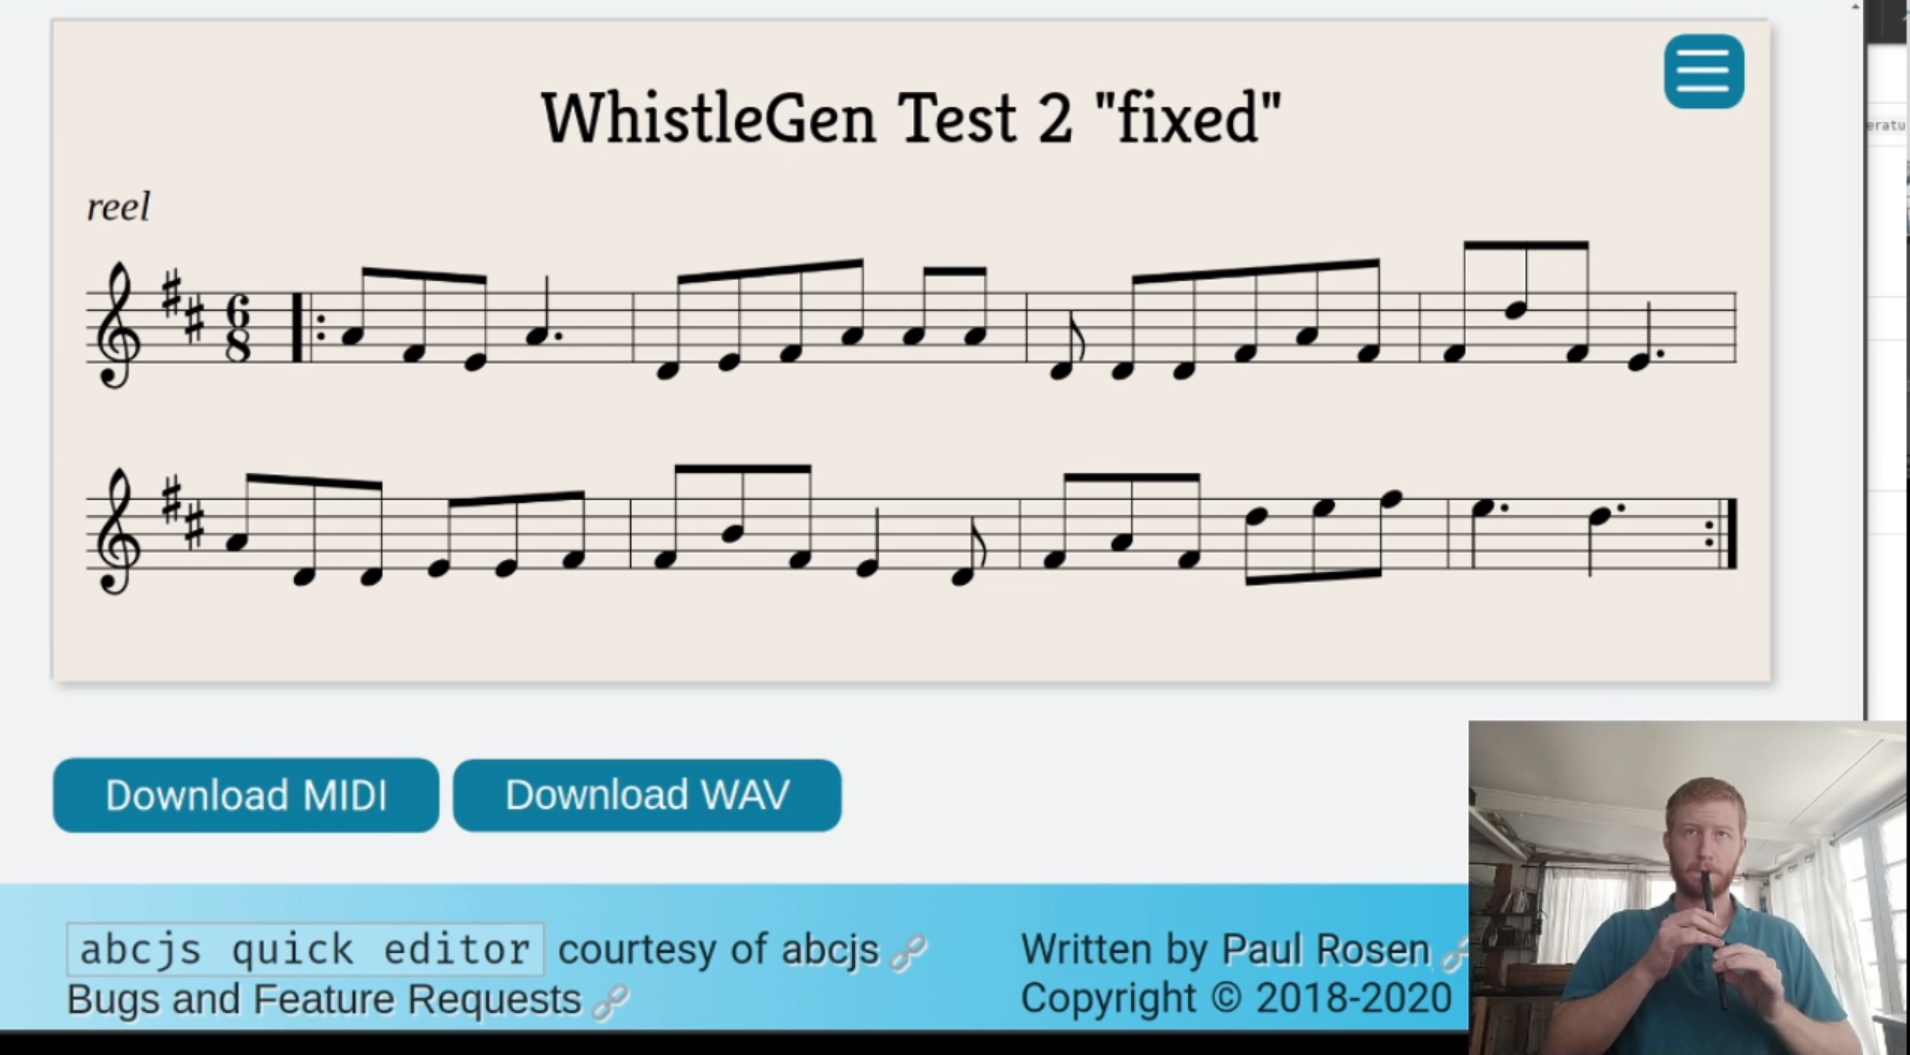 WhistleGen Test 2 "fixed"
reel
6
8
Download MIDI
Download WAV
abcjs quick editor courtesy of abcjs
Bugs and Feature Requests
Written by Paul Rosen
Copyright © 2018-2020